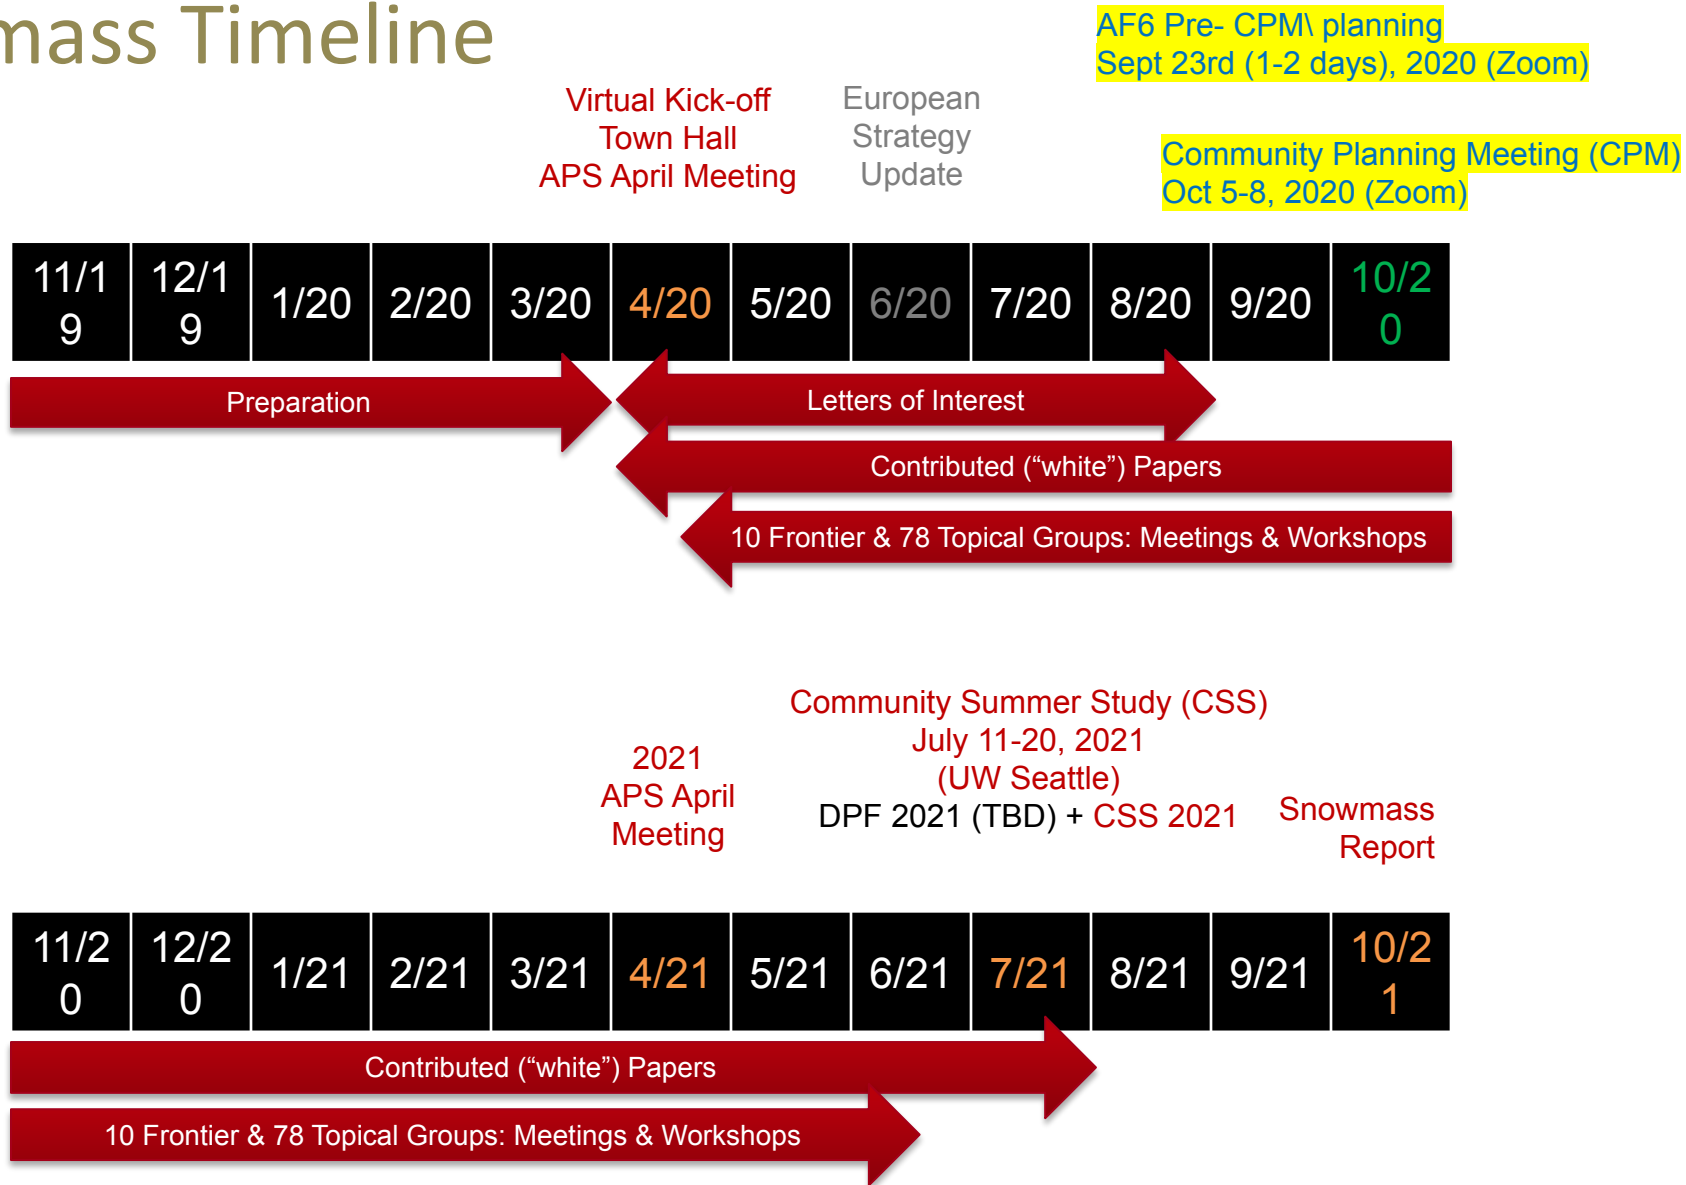 mass Timeline
AF6 Pre- CPM\ planning
Sept 23rd (1-2 days), 2020 (Zoom)
Virtual Kick-off
Town Hall
APS April Meeting
European
Strategy
Update
Community Planning Meeting (CPM)
Oct 5-8, 2020 (Zoom)
11/1
9
12/1
9
1/20
2/20
3/20
4/20
5/20
6/20
7/20
8/20
9/20
10/2
0
Preparation
Letters of Interest
Contributed (“white”) Papers
10 Frontier & 78 Topical Groups: Meetings & Workshops
2021
APS April
Meeting
Community Summer Study (CSS)
July 11-20, 2021
(UW Seattle)
DPF 2021 (TBD) + CSS 2021
Snowmass
Report
11/2
0
12/2
0
1/21
2/21
3/21
4/21
5/21
6/21
7/21
8/21
9/21
10/2
1
Contributed (“white”) Papers
10 Frontier & 78 Topical Groups: Meetings & Workshops